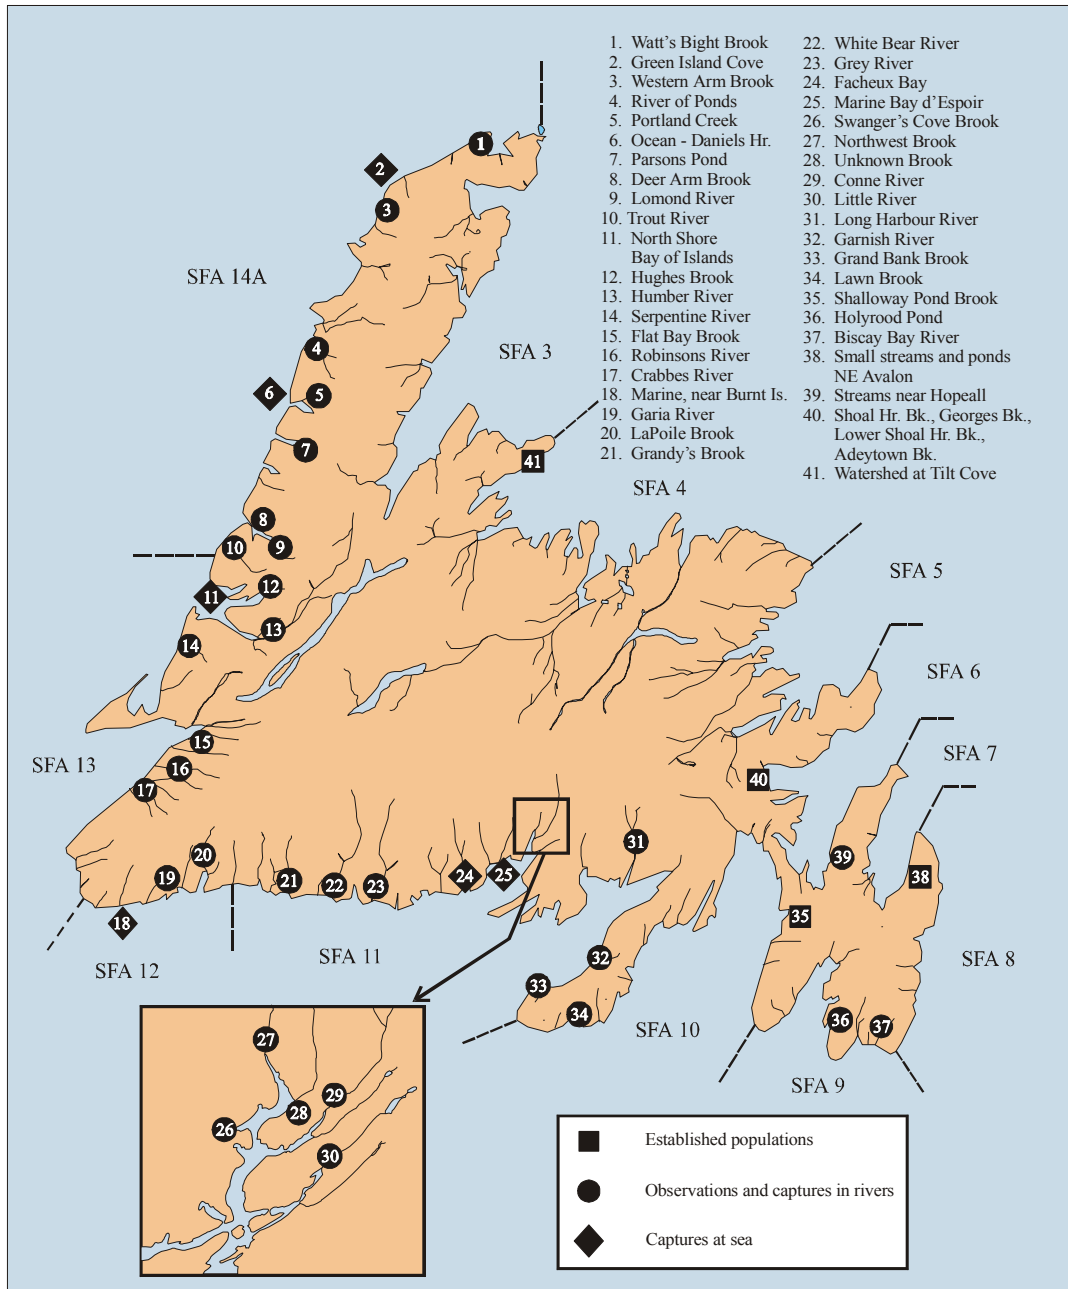 1. Watt's Bight Brook
2. Green Island Cove
3. Western Arm Brook
4. River of Ponds
5. Portland Creek
6. Ocean - Daniels Hr.
7. Parsons Pond
8. Deer Arm Brook
9. Lomond River
10. Trout River
11. North Shore
Bay of Islands
12. Hughes Brook
13. Humber River
14. Serpentine River
15. Flat Bay Brook
16. Robinsons River
17. Crabbes River
18. Marine, near Burnt Is.
19. Garia River
20. LaPoile Brook
21. Grandy's Brook
22. White Bear River
23. Grey River
24. Facheux Bay
25. Marine Bay d'Espoir
26. Swanger's Cove Brook
27. Northwest Brook
28. Unknown Brook
29. Conne River
30. Little River
31. Long Harbour River
32. Garnish River
33. Grand Bank Brook
34. Lawn Brook
35. Shalloway Pond Brook
36. Holyrood Pond
37. Biscay Bay River
38. Small streams and ponds
NE Avalon
39. Streams near Hopeall
40. Shoal Hr. Bk., Georges Bk.,
Lower Shoal Hr. Bk.,
Adeytown Bk.
41. Watershed at Tilt Cove
1
2
3
SFA 14A
4
SFA 3
6
5
7
41
SFA 4
8
10
9
SFA 5
12
11
13
14
SFA 6
15
SFA 7
SFA 13
16
40
17
31
20
39
19
21
22
23
24
25
38
18
35
SFA 12
SFA 11
32
SFA 8
33
34
SFA 10
36
37
SFA 9
27
29
28
26
30
Established populations
Observations and captures in rivers
Captures at sea